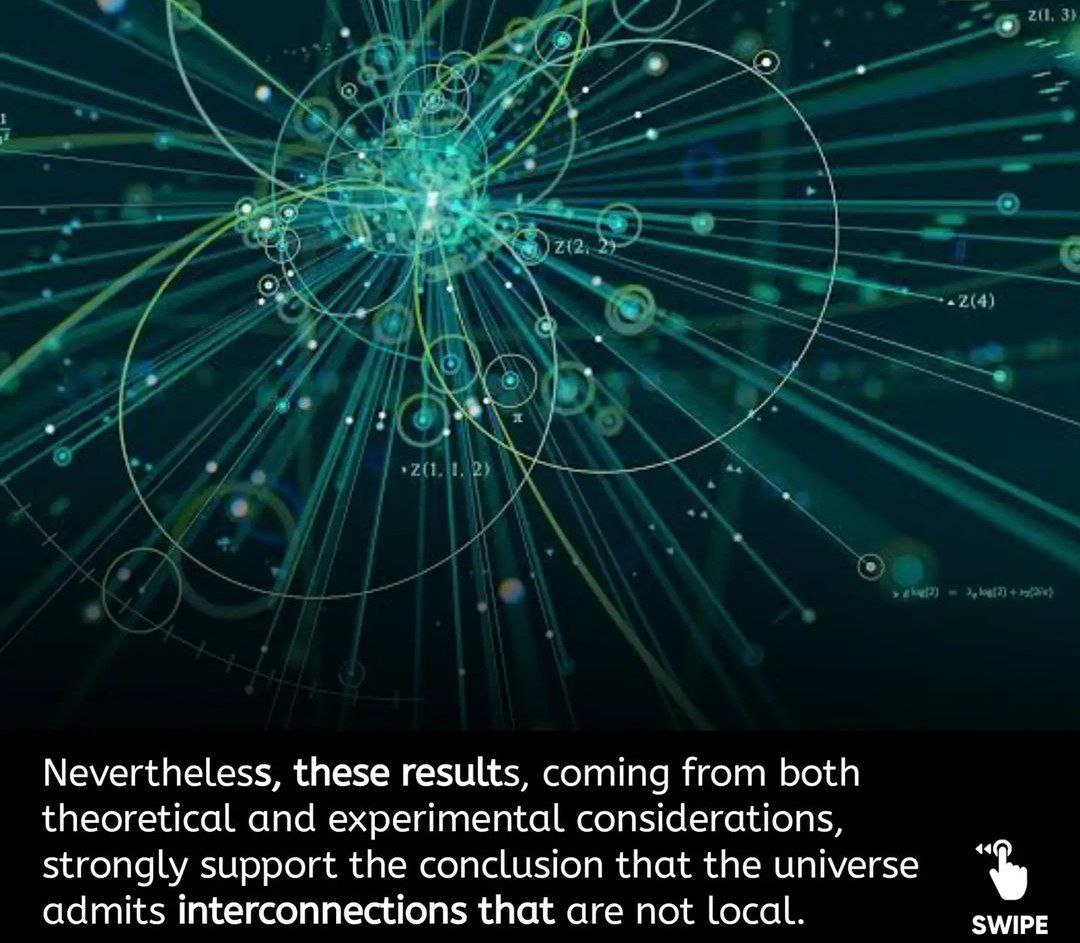 Z(1, 3)
Z(2, 2)
Z(4)
π
Z(1, 1, 2)
Nevertheless, these results, coming from both
theoretical and experimental considerations,
strongly support the conclusion that the universe
admits interconnections that are not local.
SWIPE